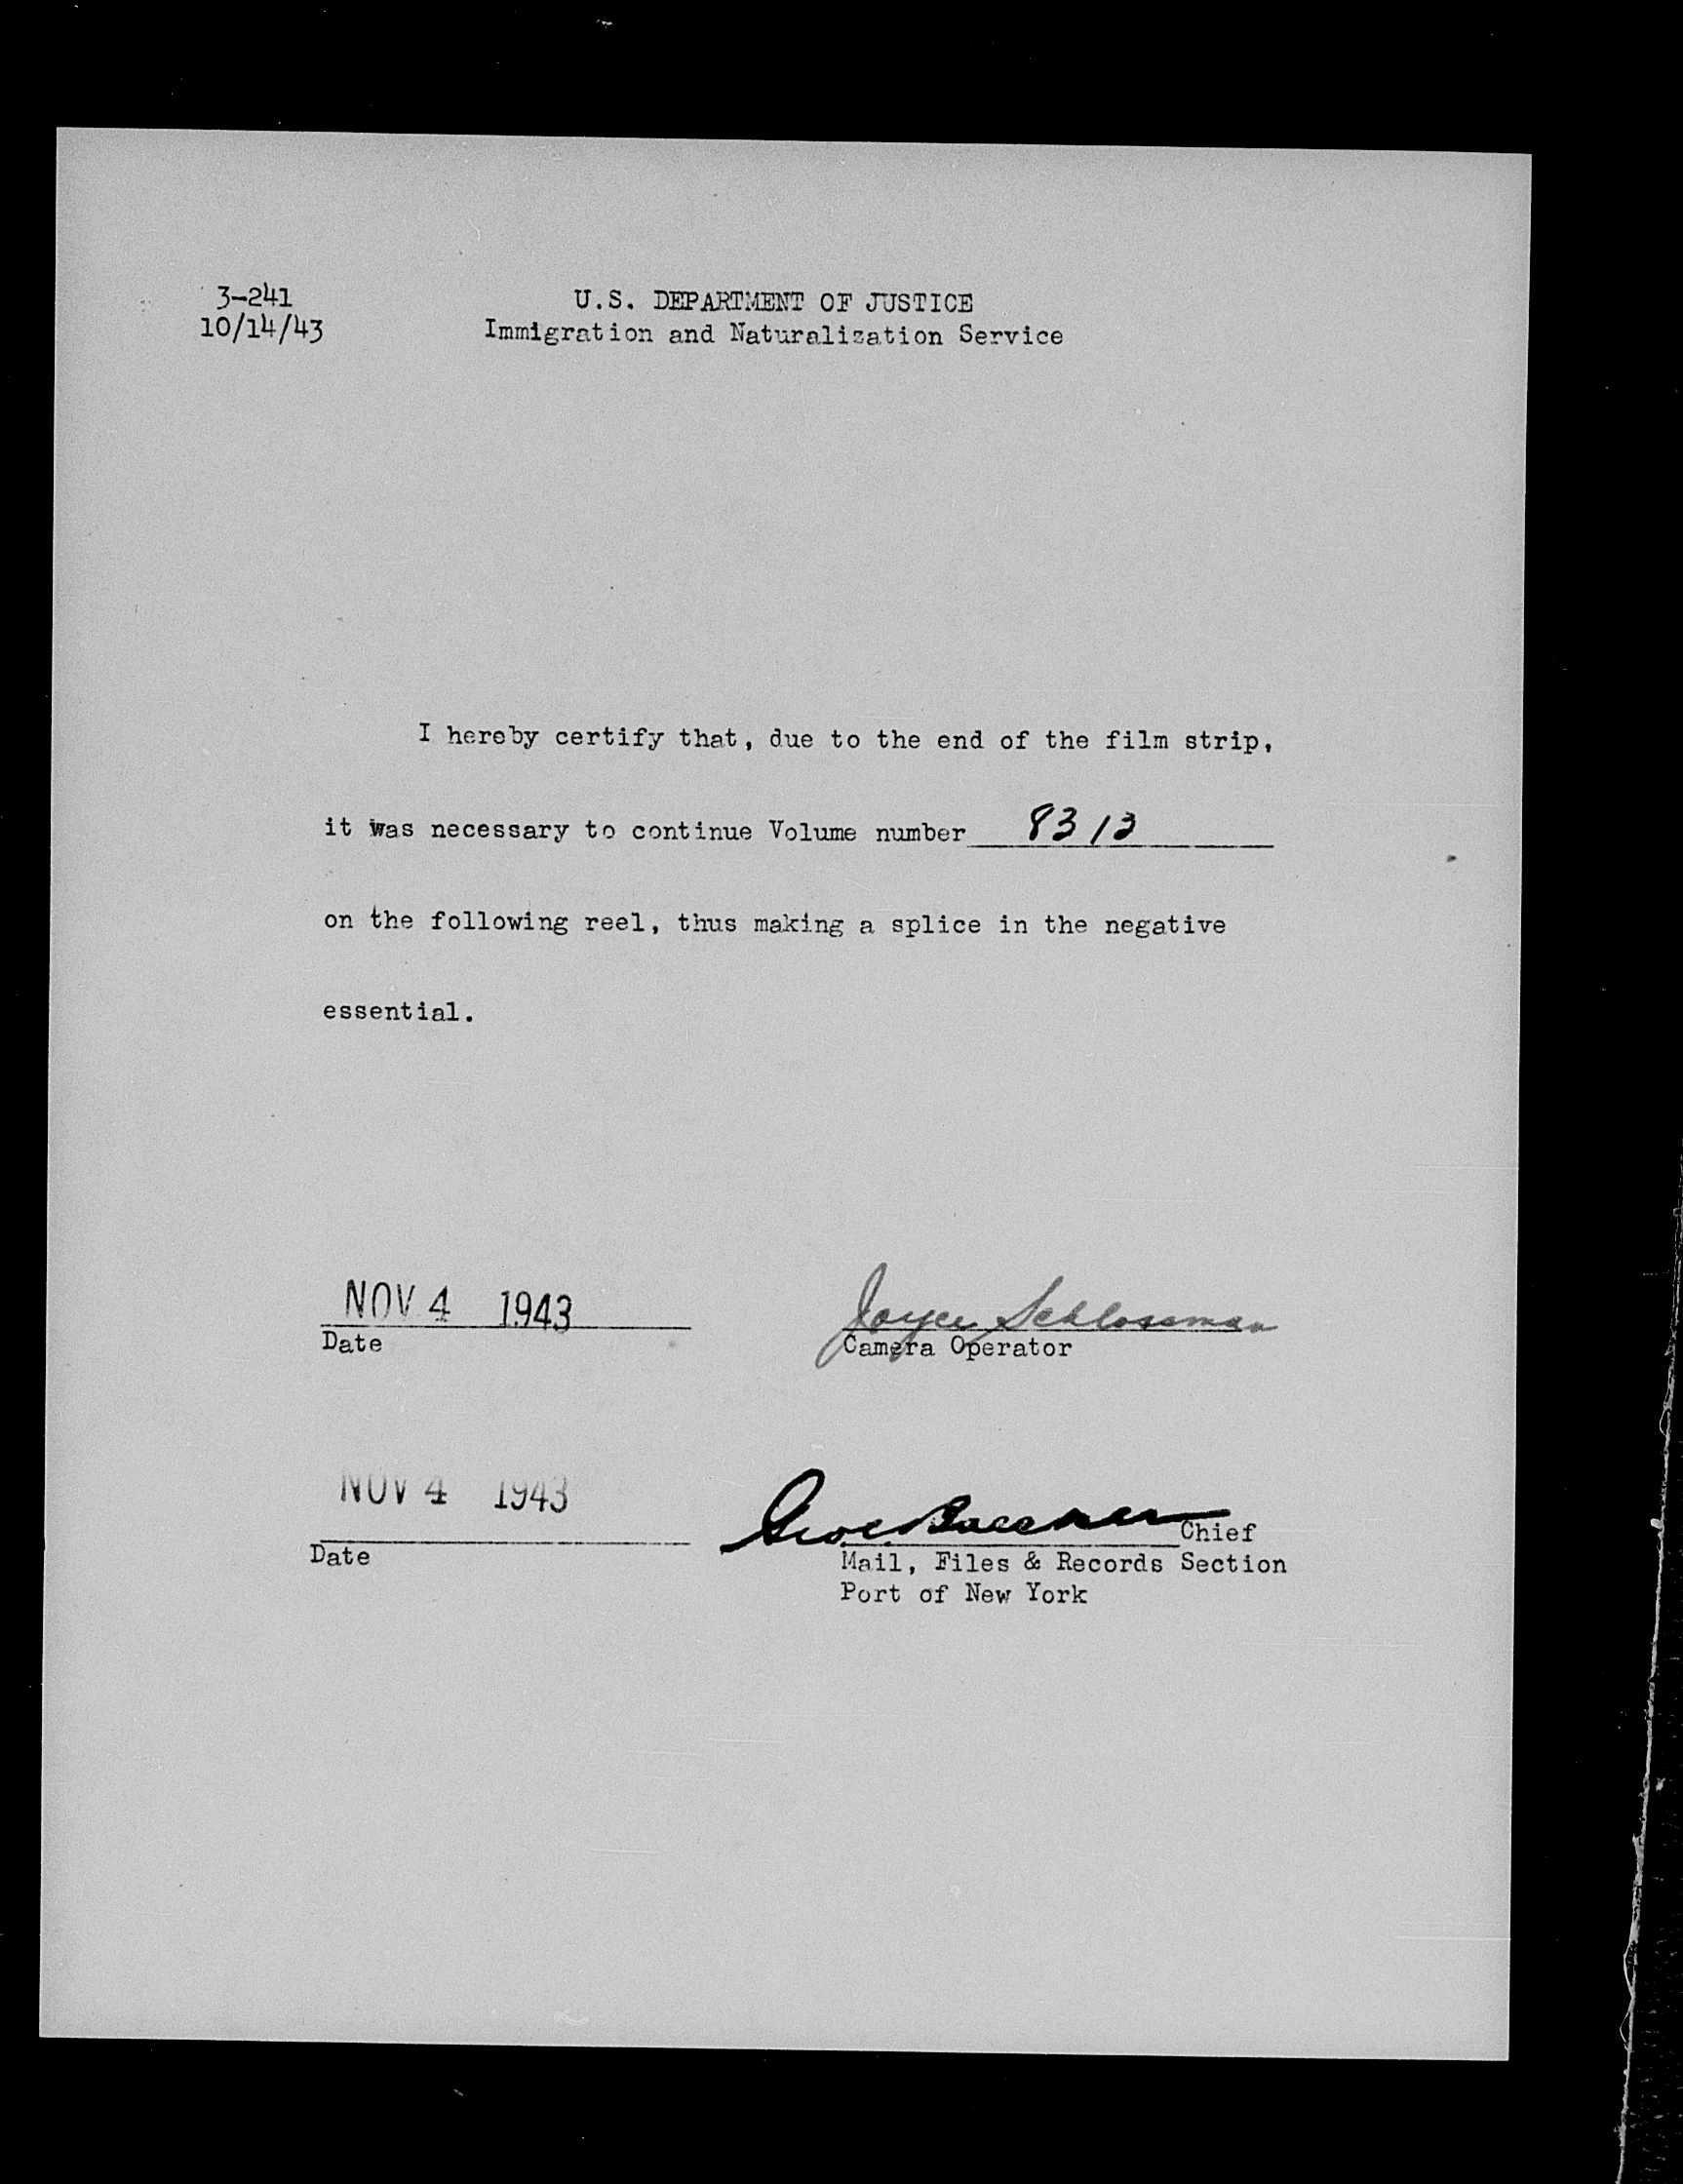 3-241
10/14/43
U.S. DEPARTMENT OF JUSTICE
Immigration and Naturalization Service
I hereby certify that, due to the end of the film strip,
it was necessary to continue Volume number 8313
on the following reel, thus making a splice in the negative
essential.
NOV 4 1943
Date
Joyce Schlossman
Camera Operator
NOV 4 1943
Date
Chief
Mail, Files & Records Section
Port of New York